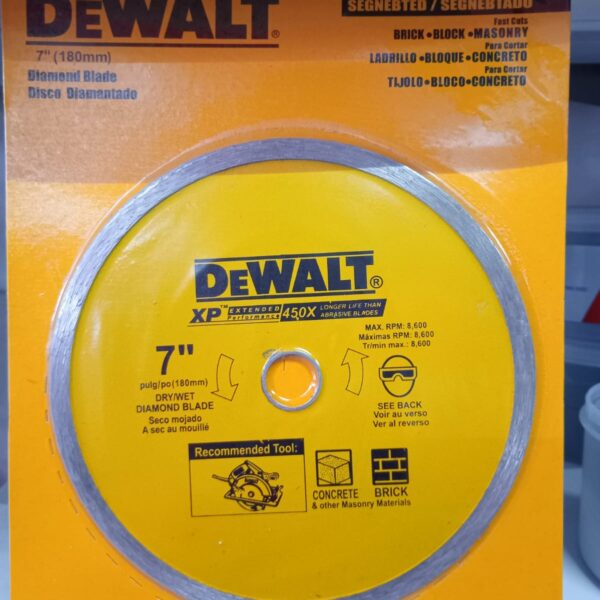 DEWALT®
7" (180mm)
Diamond Blade
Disco Diamantado
SEGNEBTED / SEGNEBTADO
Fast Cuts
BRICK•BLOCK•MASONRY
Para Cortar
LADRILLO•BLOQUE•CONCRETO
Para Cortar
TIJOLO•BLOCO•CONCRETO
DEWALT®
XP™ EXTENDED Performance 450X LONGER LIFE THAN ABRASIVE BLADES
MAX. RPM: 8,600
Máximas RPM: 8,600
Tr/min max.: 8,600
7"
pulg/po(180mm)
DRY/WET
DIAMOND BLADE
Seco mojado
A sec au mouillé
SEE BACK
Voir au verso
Ver al reverso
Recommended Tool:
CONCRETE BRICK
& other Masonry Materials